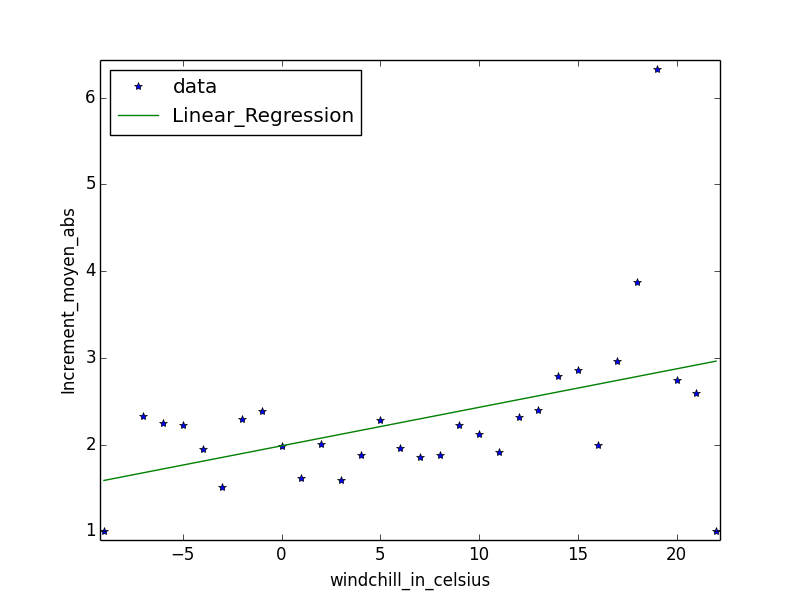 data
Linear_Regression
6
5
4
3
2
1
Increment_moyen_abs
−5 0 5 10 15 20
windchill_in_celsius